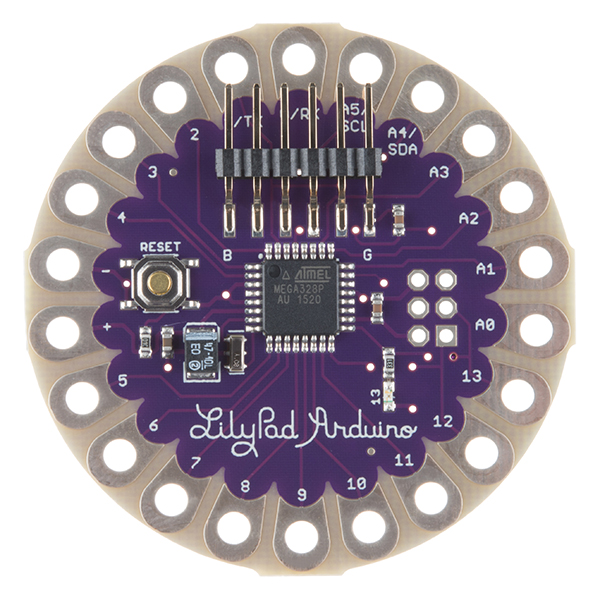 /TX
/RX
A5/
SCL
A4/
SDA
2
3
4
A3
A2
A1
A0
RESET
B
G
ATMEL
MEGA328P
AU 1520
-
+
5
6
7
8
9
10
11
12
13
13
LilyPad Arduino